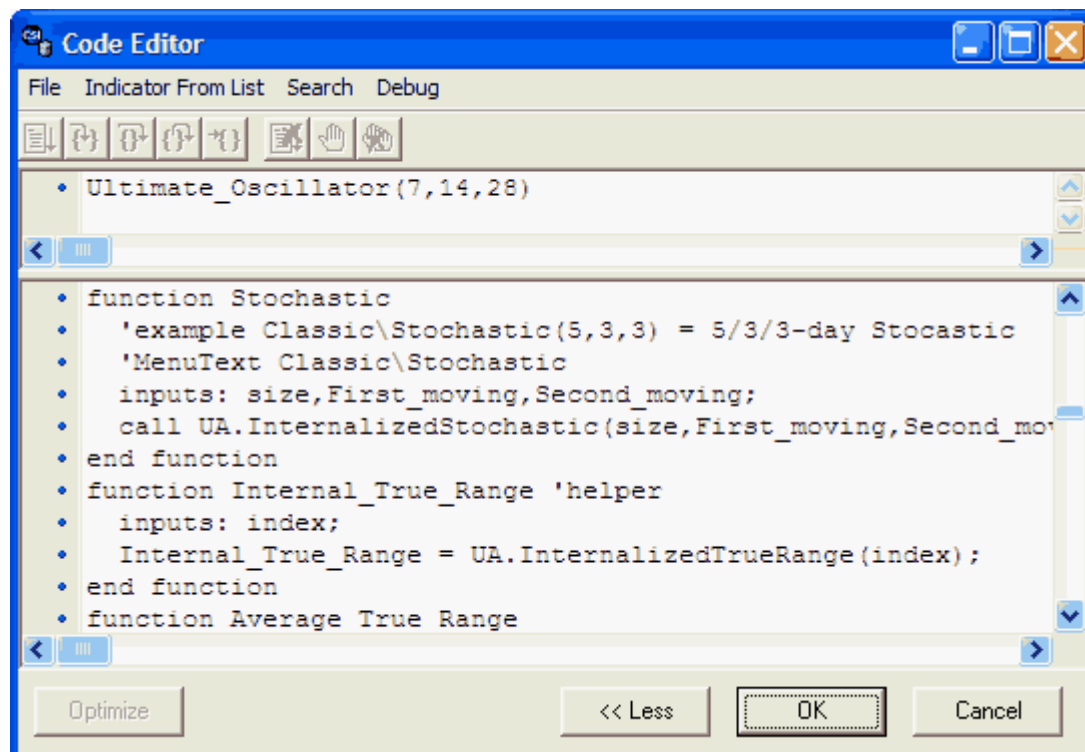 CSI
Code Editor
File Indicator From List Search Debug
Ultimate_Oscillator(7,14,28)
function Stochastic
'example Classic\Stochastic(5,3,3) = 5/3/3-day Stocastic
'MenuText Classic\Stochastic
inputs: size,First_moving,Second_moving;
call UA.InternalizedStochastic(size,First_moving,Second_mov
end function
function Internal_True_Range 'helper
inputs: index;
Internal_True_Range = UA.InternalizedTrueRange(index);
end function
function Average True Range
Optimize << Less OK Cancel